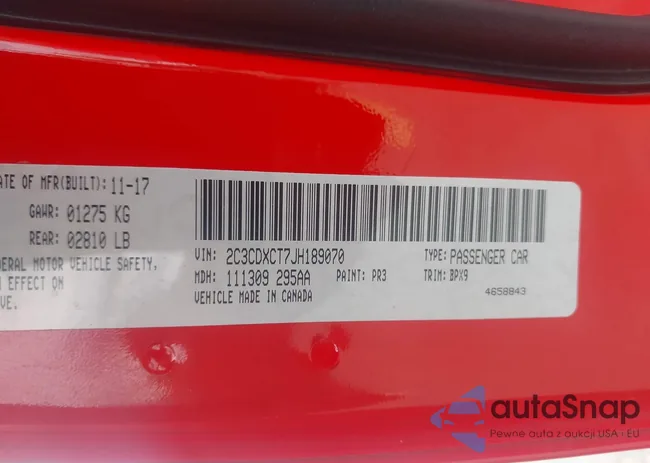 ATE OF MFR(BUILT): 11-17
GAWR: 01275 KG
REAR: 02810 LB
DERAL MOTOR VEHICLE SAFETY,
N EFFECT ON
OVE.
VIN: 2C3CDXCT7JH189070 TYPE: PASSENGER CAR
MDH: 111309 295AA PAINT: PR3 TRIM: BPX9
VEHICLE MADE IN CANADA 4658843
autaSnap
Pewne auta z aukcji USA i EU